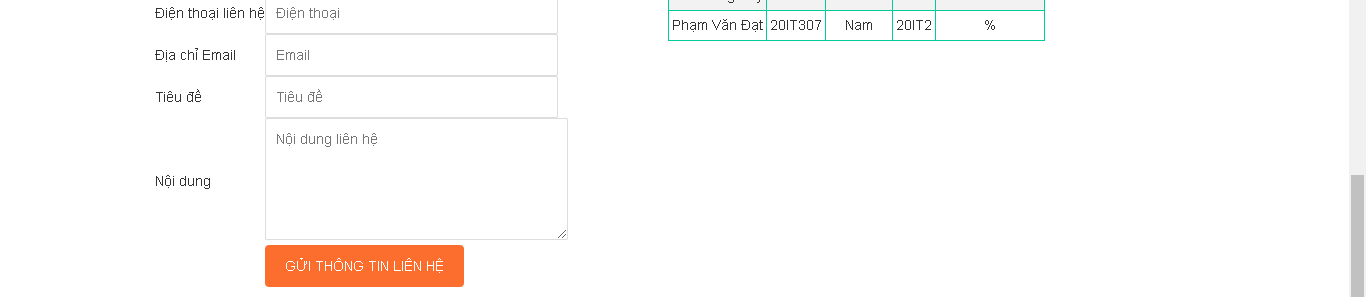 Điện thoại liên hệ Điện thoại
Địa chỉ Email Email
Tiêu đề Tiêu đề
Nội dung liên hệ
Nội dung
GỬI THÔNG TIN LIÊN HỆ
Phạm Văn Đạt 20IT307 Nam 20IT2 %